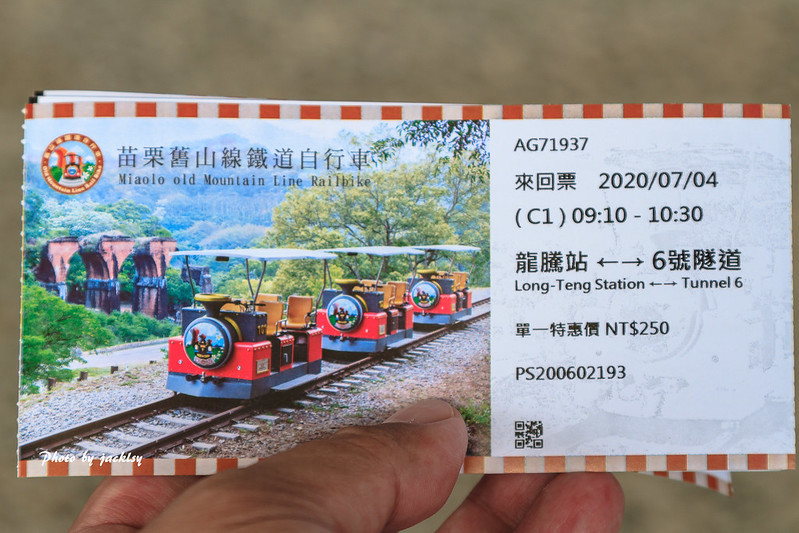 苗栗舊山線鐵道自行車
Miaolo old Mountain Line Railbike
AG71937
來回票 2020/07/04
( C1 ) 09:10 - 10:30
龍騰站 ←→ 6號隧道
Long-Teng Station ←→ Tunnel 6
單一特惠價 NT$250
PS200602193
Photo by jacklsy